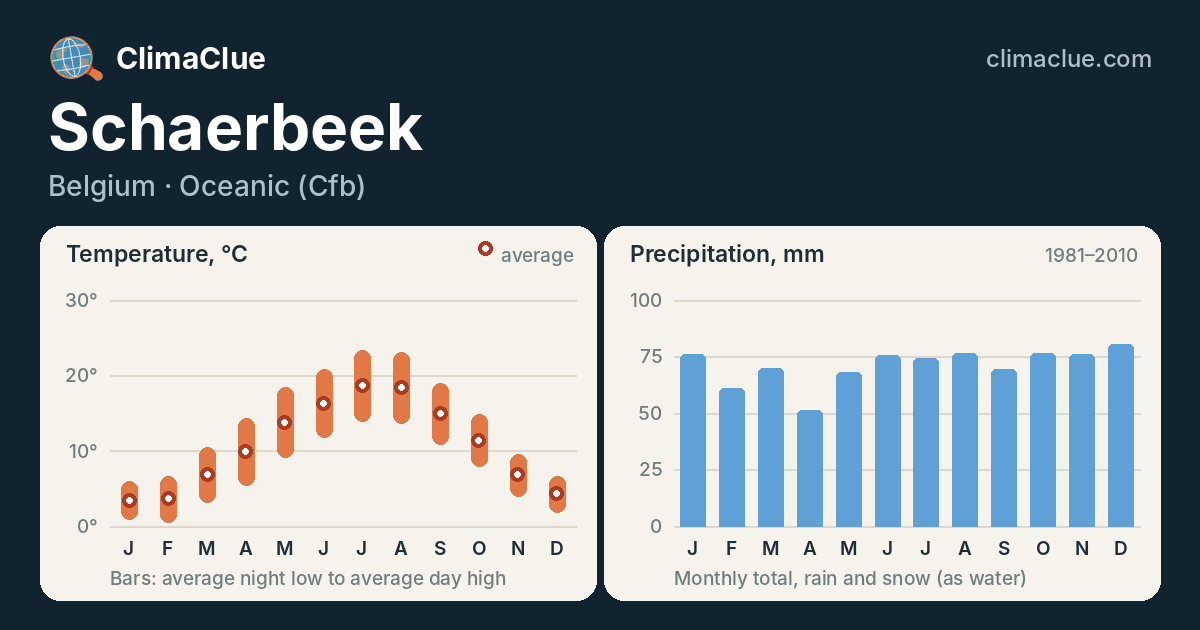 ClimaClue
climaclue.com
Schaerbeek
Belgium · Oceanic (Cfb)
Temperature, °C
average
30°
20°
10°
0°
J F M A M J J A S O N D
Bars: average night low to average day high
Precipitation, mm
1981–2010
100
75
50
25
0
J F M A M J J A S O N D
Monthly total, rain and snow (as water)